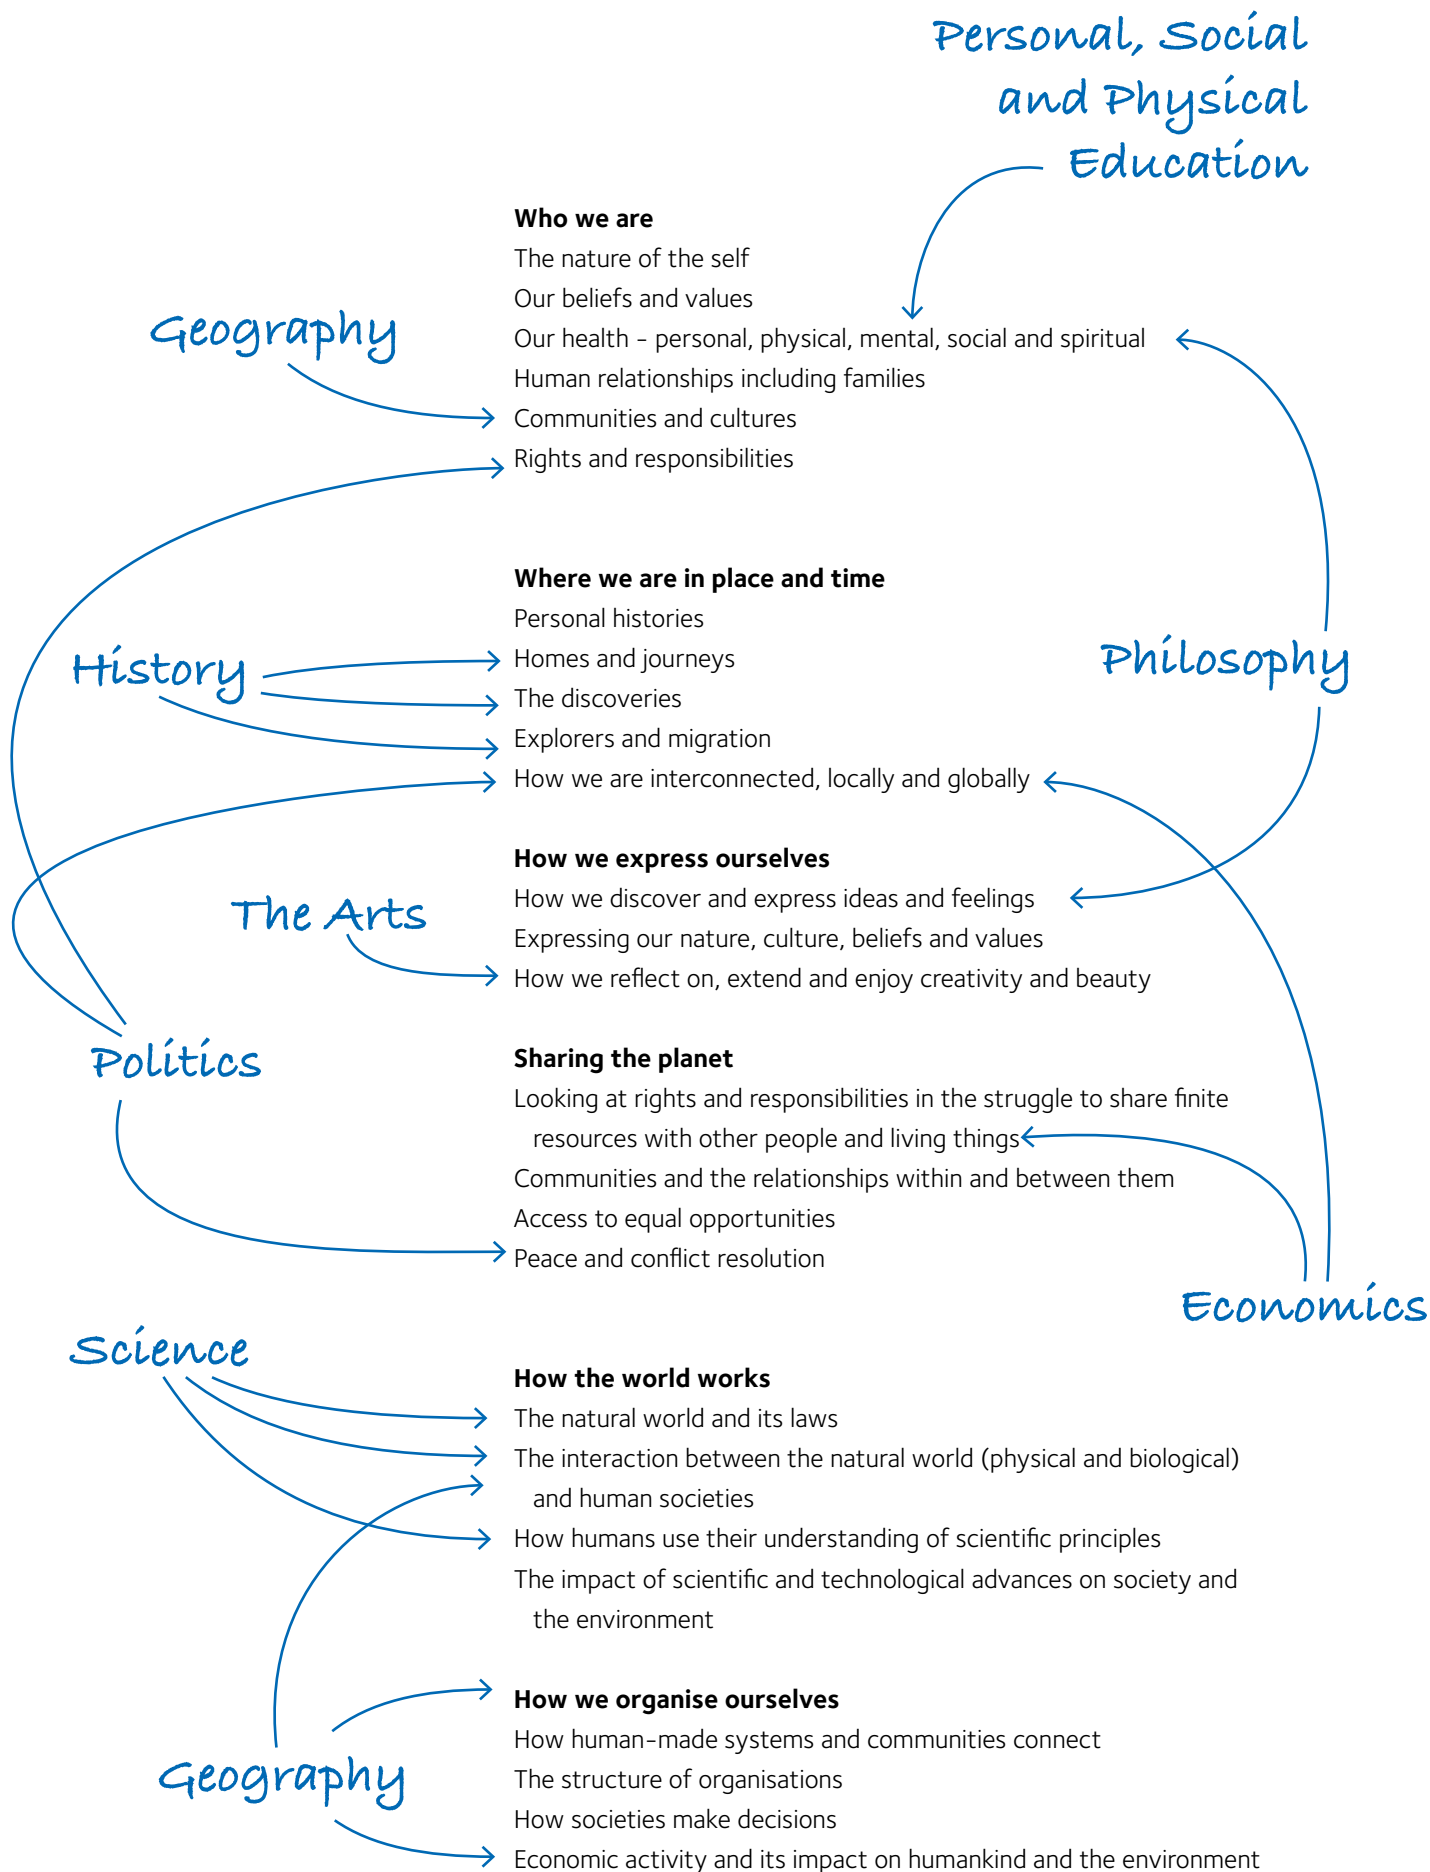 Personal, Social
and Physical
Education
Who we are
The nature of the self
Our beliefs and values
Geography
Our health – personal, physical, mental, social and spiritual
Human relationships including families
Communities and cultures
Rights and responsibilities
Where we are in place and time
Personal histories
History
Homes and journeys
Philosophy
The discoveries
Explorers and migration
How we are interconnected, locally and globally
How we express ourselves
How we discover and express ideas and feelings
The Arts
Expressing our nature, culture, beliefs and values
How we reflect on, extend and enjoy creativity and beauty
Politics
Sharing the planet
Looking at rights and responsibilities in the struggle to share finite
resources with other people and living things
Communities and the relationships within and between them
Access to equal opportunities
Peace and conflict resolution
Economics
Science
How the world works
The natural world and its laws
The interaction between the natural world (physical and biological)
and human societies
How humans use their understanding of scientific principles
The impact of scientific and technological advances on society and
the environment
How we organise ourselves
How human-made systems and communities connect
Geography
The structure of organisations
How societies make decisions
Economic activity and its impact on humankind and the environment